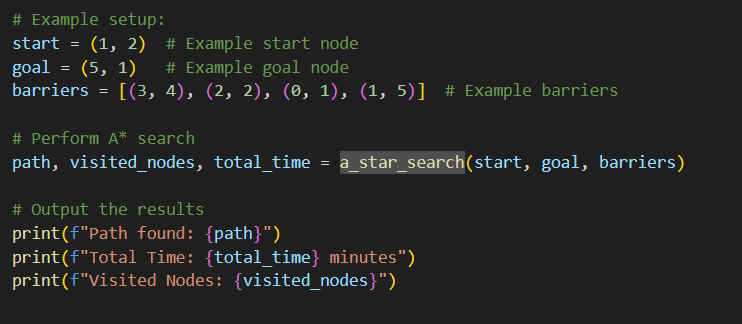 # Example setup:
start = (1, 2)  # Example start node
goal = (5, 1)   # Example goal node
barriers = [(3, 4), (2, 2), (0, 1), (1, 5)]  # Example barriers
# Perform A* search
path, visited_nodes, total_time = a_star_search(start, goal, barriers)
# Output the results
print(f"Path found: {path}")
print(f"Total Time: {total_time} minutes")
print(f"Visited Nodes: {visited_nodes}")